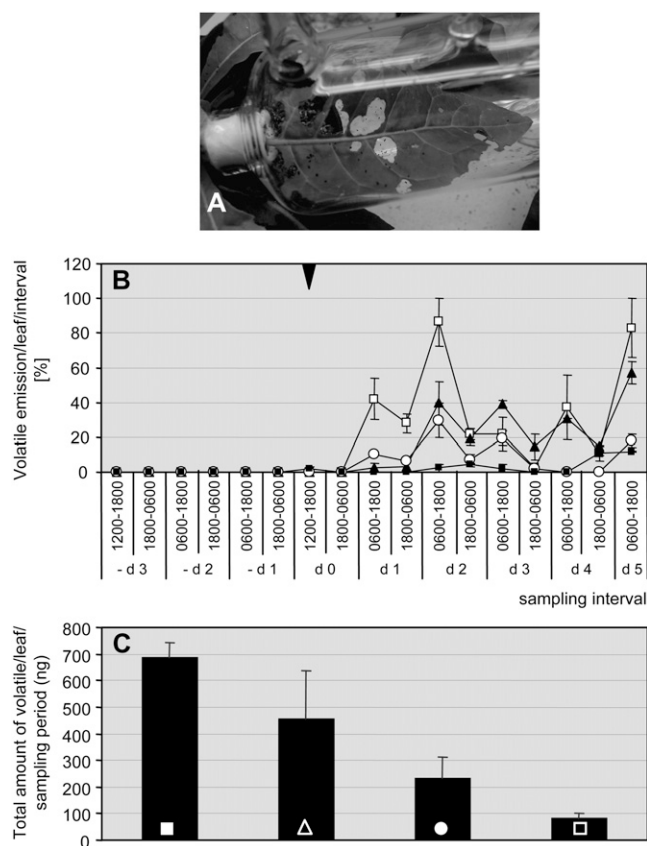 A
B
Volatile emission/leaf/interval
[%]
120
100
80
60
40
20
0
1200-1800
1800-0600
0600-1800
1800-0600
0600-1800
1800-0600
1200-1800
1800-0600
0600-1800
1800-0600
0600-1800
1800-0600
0600-1800
1800-0600
0600-1800
1800-0600
0600-1800
- d 3
- d 2
- d 1
d 0
d 1
d 2
d 3
d 4
d 5
sampling interval
C
Total amount of volatile/leaf/
sampling period (ng)
800
700
600
500
400
300
200
100
0